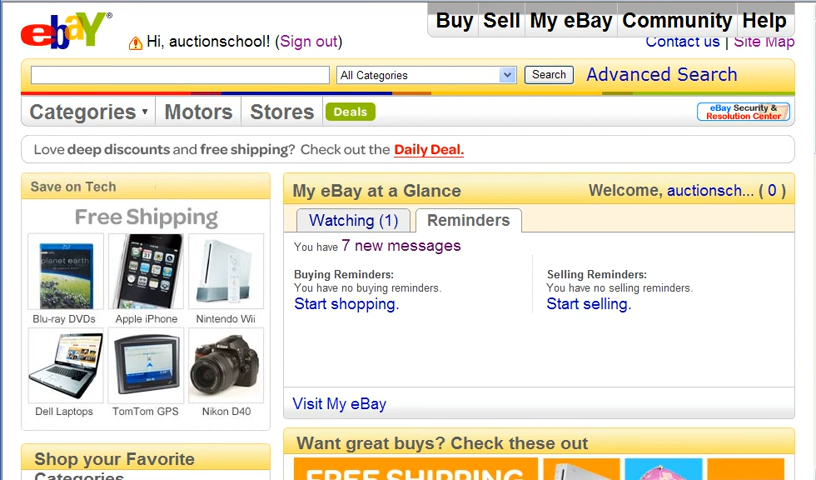 ebay®
Buy Sell My eBay Community Help
Hi, auctionschool! (Sign out)
Contact us | Site Map
All Categories
Search
Advanced Search
Categories
Motors
Stores
Deals
eBay Security &
Resolution Center
Love deep discounts and free shipping? Check out the Daily Deal.
Save on Tech
Free Shipping
planet earth
Blu-ray DVDs
Apple iPhone
Nintendo Wii
Dell Laptops
TomTom GPS
Nikon D40
Shop your Favorite
Categories
My eBay at a Glance
Welcome, auctionsch... ( 0 )
Watching (1)
Reminders
You have 7 new messages
Buying Reminders:
You have no buying reminders.
Start shopping.
Selling Reminders:
You have no selling reminders.
Start selling.
Visit My eBay
Want great buys? Check these out
FREE SHIPPING